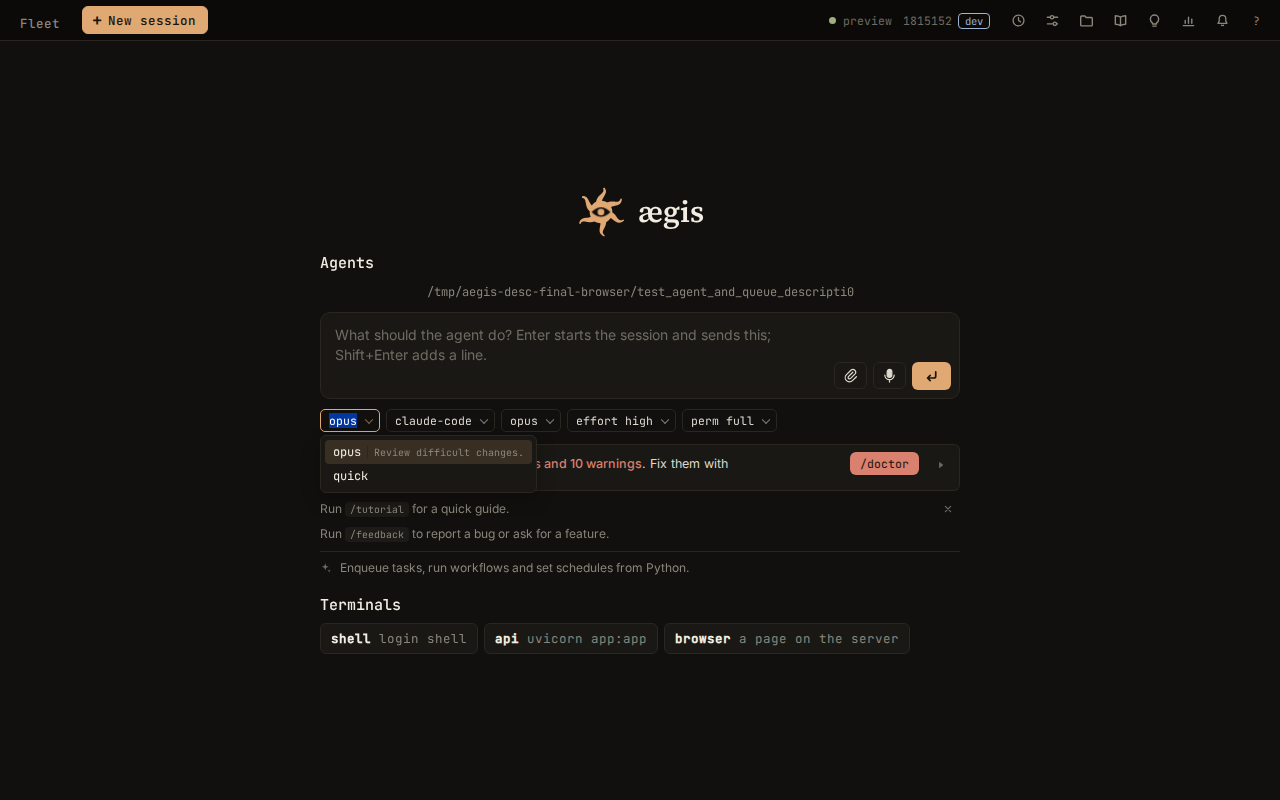 Fleet
+ New session
preview 1815152 dev
?
ægis
Agents
/tmp/aegis-desc-final-browser/test_agent_and_queue_descripti0
What should the agent do? Enter starts the session and sends this;
Shift+Enter adds a line.
opus
claude-code
opus
effort high
perm full
opus Review difficult changes.
quick
s and 10 warnings. Fix them with
/doctor
Run /tutorial for a quick guide.
Run /feedback to report a bug or ask for a feature.
Enqueue tasks, run workflows and set schedules from Python.
Terminals
shell login shell
api uvicorn app:app
browser a page on the server